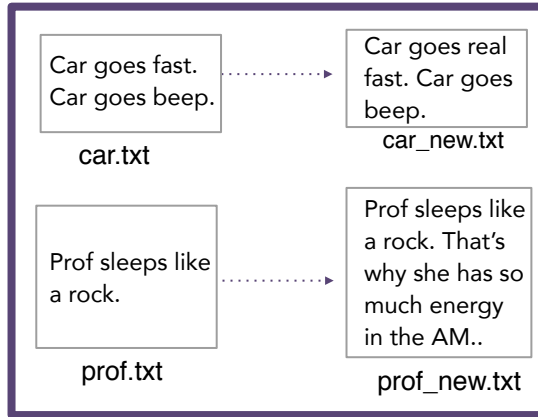 Car goes fast.
Car goes beep.
car.txt
Car goes real
fast. Car goes
beep.
car_new.txt
Prof sleeps like
a rock.
prof.txt
Prof sleeps like
a rock. That’s
why she has so
much energy
in the AM..
prof_new.txt